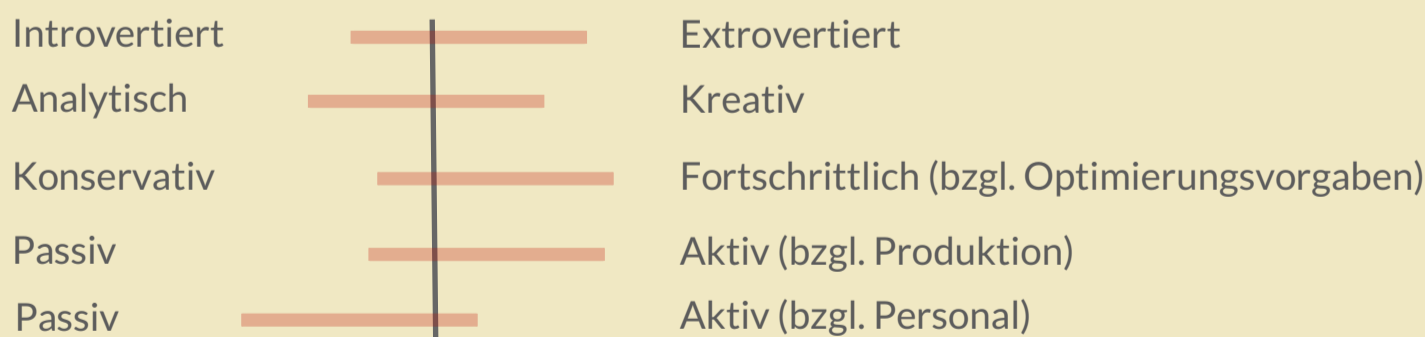 Introvertiert Extrovertiert
Analytisch Kreativ
Konservativ Fortschrittlich (bzgl. Optimierungsvorgaben)
Passiv Aktiv (bzgl. Produktion)
Passiv Aktiv (bzgl. Personal)